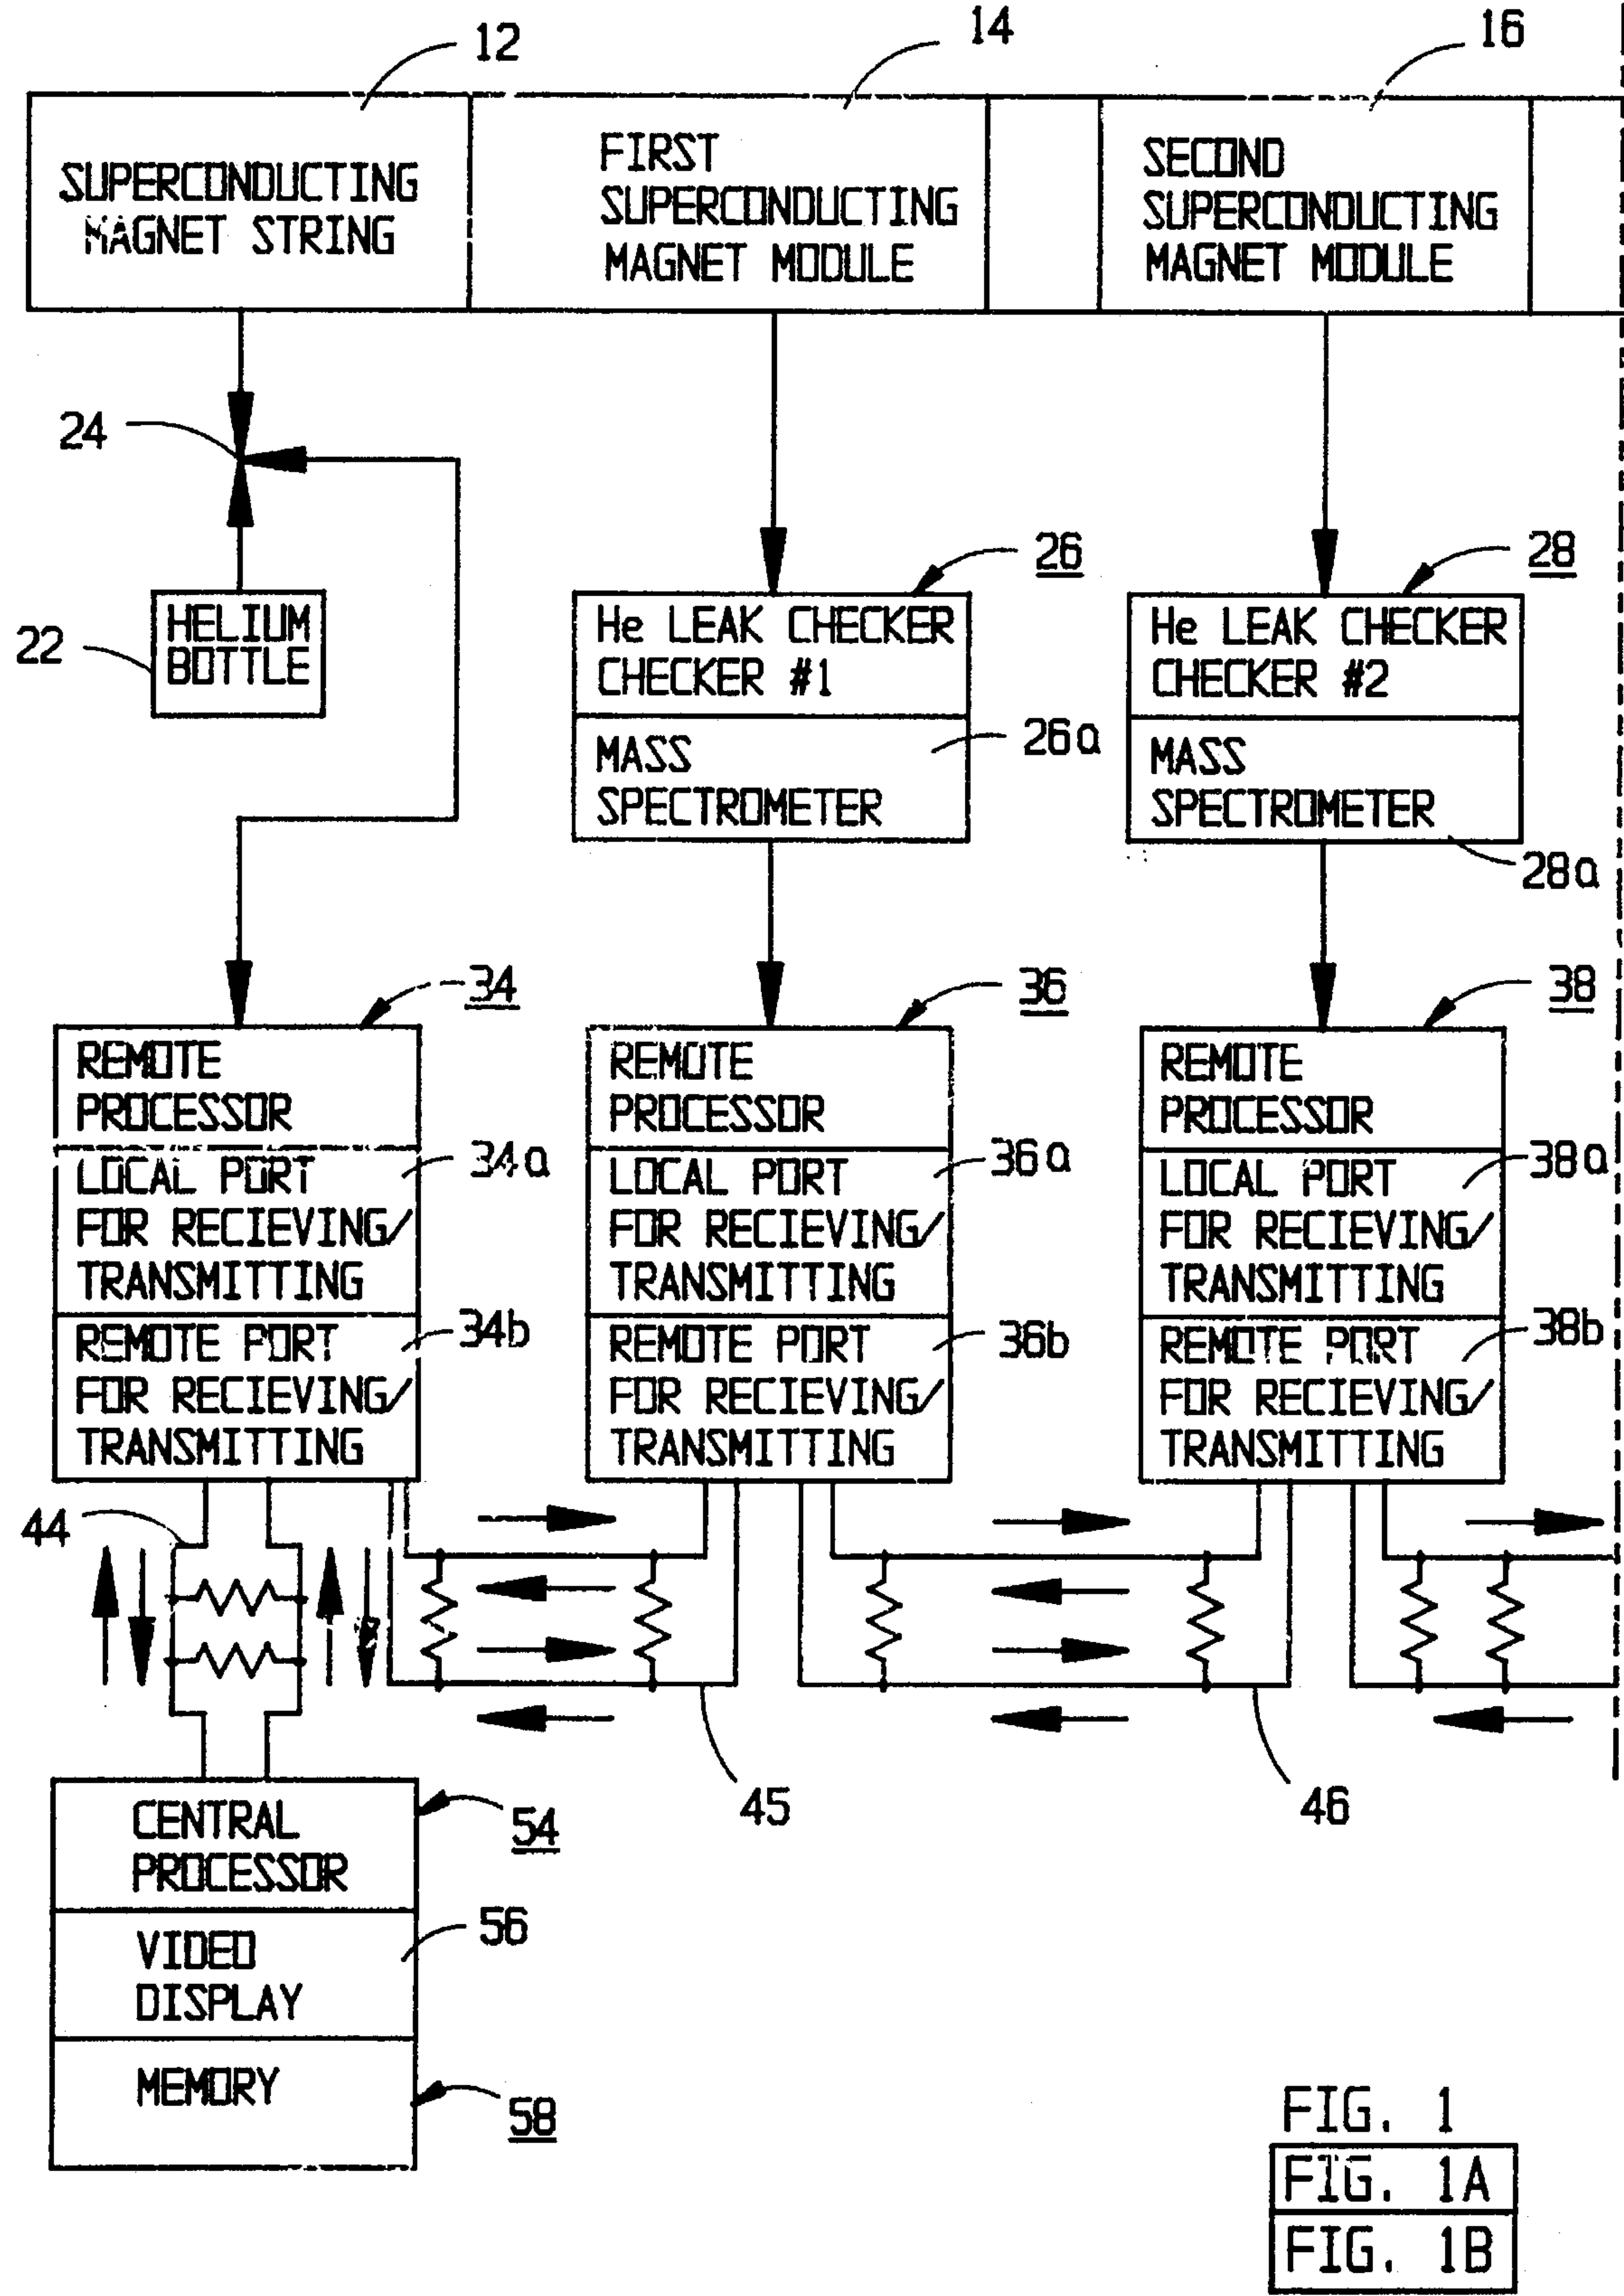 12
14
16
SUPERCONDUCTING
MAGNET STRING
FIRST
SUPERCONDUCTING
MAGNET MODULE
SECOND
SUPERCONDUCTING
MAGNET MODULE
24
22
HELIUM
BOTTLE
26
He LEAK CHECKER
CHECKER #1
MASS
SPECTROMETER
26a
28
He LEAK CHECKER
CHECKER #2
MASS
SPECTROMETER
28a
34
REMOTE
PROCESSOR
LOCAL PORT
FOR RECIEVING/
TRANSMITTING
34a
REMOTE PORT
FOR RECIEVING/
TRANSMITTING
34b
36
REMOTE
PROCESSOR
LOCAL PORT
FOR RECIEVING/
TRANSMITTING
36a
REMOTE PORT
FOR RECIEVING/
TRANSMITTING
36b
38
REMOTE
PROCESSOR
LOCAL PORT
FOR RECIEVING/
TRANSMITTING
38a
REMOTE PORT
FOR RECIEVING/
TRANSMITTING
38b
44
45
46
CENTRAL
PROCESSOR
54
VIDEO
DISPLAY
56
MEMORY
58
FIG. 1
FIG. 1A
FIG. 1B